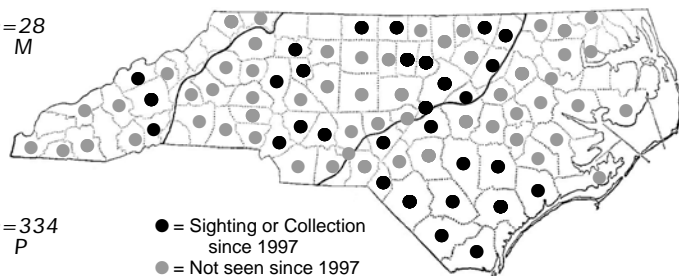 =28
M
=334
P
● = Sighting or Collection
since 1997
● = Not seen since 1997